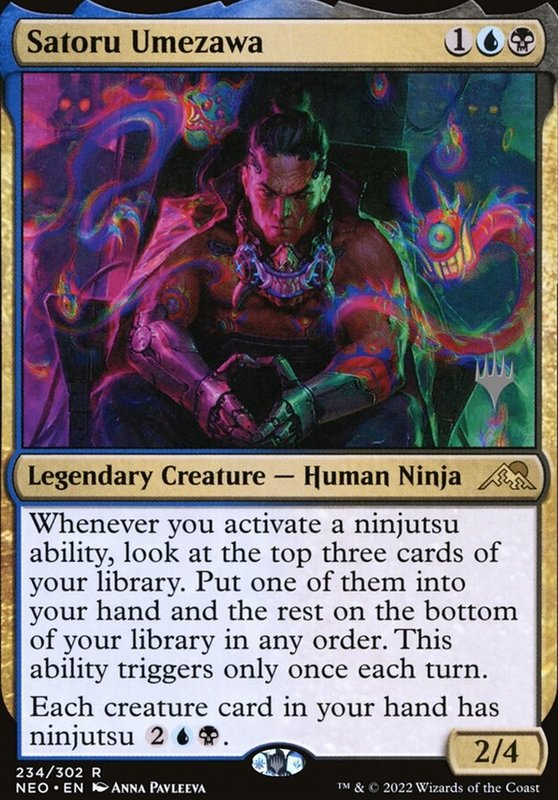 Satoru Umezawa 1
Legendary Creature — Human Ninja
Whenever you activate a ninjutsu
ability, look at the top three cards of
your library. Put one of them into
your hand and the rest on the bottom
of your library in any order. This
ability triggers only once each turn.
Each creature card in your hand has
ninjutsu 2.
2/4
234/302 R
NEO • EN Anna Pavleeva
™ & © 2022 Wizards of the Coast